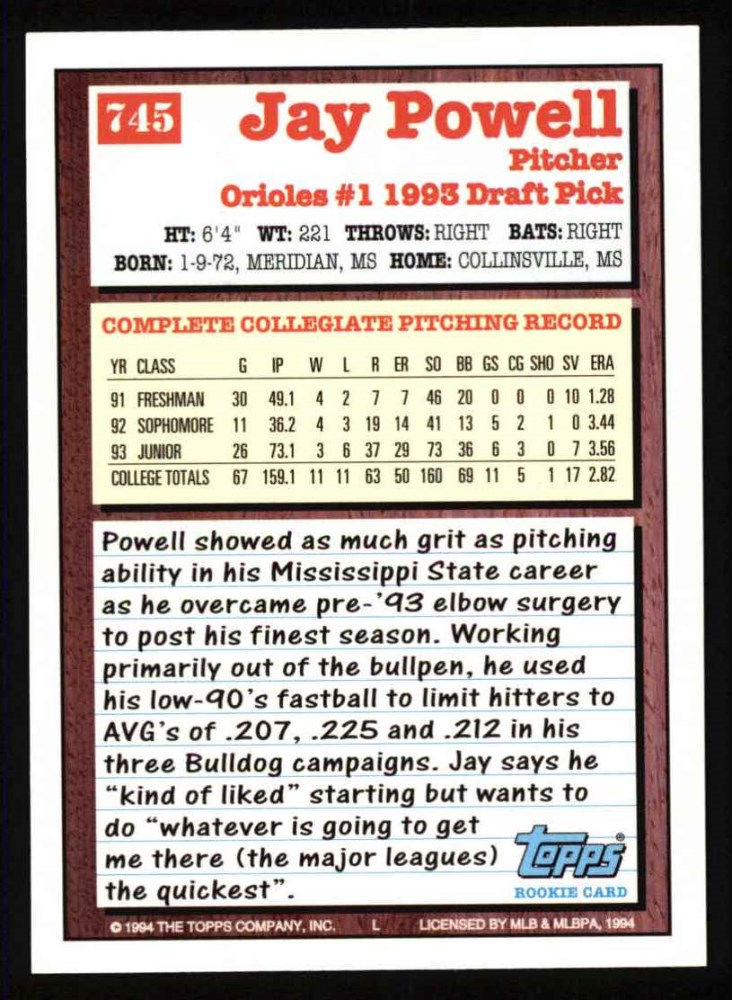 745
Jay Powell
Pitcher
Orioles #1 1993 Draft Pick
HT: 6'4" WT: 221 THROWS: RIGHT BATS: RIGHT
BORN: 1-9-72, MERIDIAN, MS HOME: COLLINSVILLE, MS
COMPLETE COLLEGIATE PITCHING RECORD
YR CLASS G IP W L R ER SO BB GS CG SHO SV ERA
91 FRESHMAN 30 49.1 4 2 7 7 46 20 0 0 0 10 1.28
92 SOPHOMORE 11 36.2 4 3 19 14 41 13 5 2 1 0 3.44
93 JUNIOR 26 73.1 3 6 37 29 73 36 6 3 0 7 3.56
COLLEGE TOTALS 67 159.1 11 11 63 50 160 69 11 5 1 17 2.82
Powell showed as much grit as pitching
ability in his Mississippi State career
as he overcame pre-'93 elbow surgery
to post his finest season. Working
primarily out of the bullpen, he used
his low-90's fastball to limit hitters to
AVG's of .207, .225 and .212 in his
three Bulldog campaigns. Jay says he
"kind of liked" starting but wants to
do "whatever is going to get
me there (the major leagues)
the quickest".
Topps®
ROOKIE CARD
© 1994 THE TOPPS COMPANY, INC. L LICENSED BY MLB & MLBPA, 1994